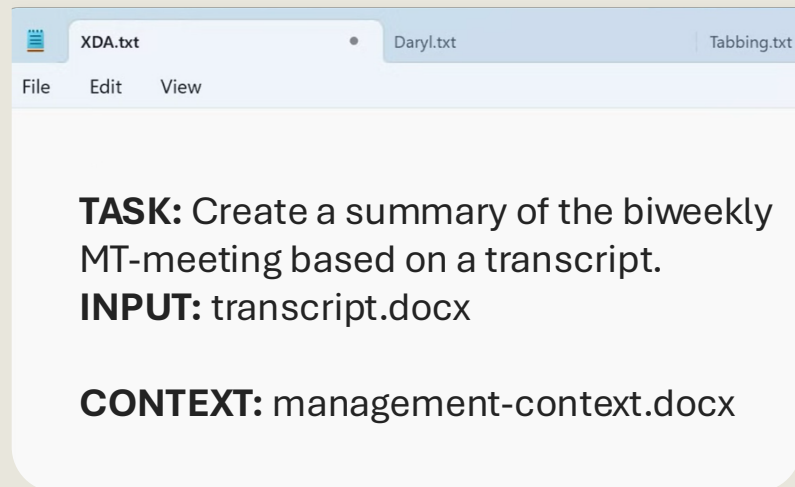 XDA.txt Daryl.txt Tabbing.txt
File Edit View
TASK: Create a summary of the biweekly
MT-meeting based on a transcript.
INPUT: transcript.docx
CONTEXT: management-context.docx